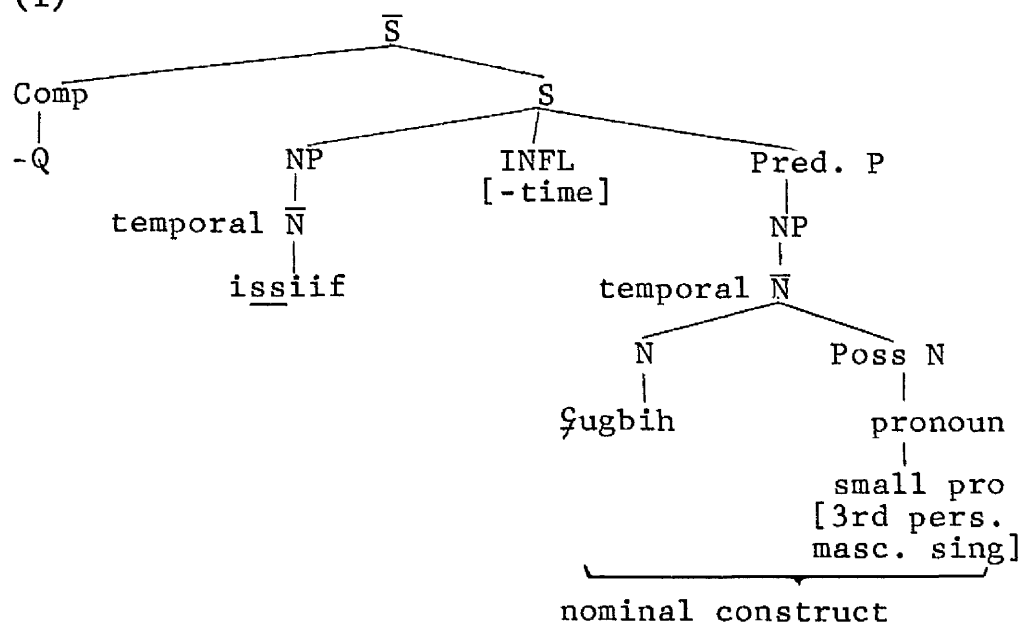 (1)
S̅
Comp S
-Q NP INFL Pred. P
[-time]
temporal N̅ NP
issiif temporal N̅
N Poss N
ʕugbih pronoun
small pro
[3rd pers.
masc. sing]
nominal construct